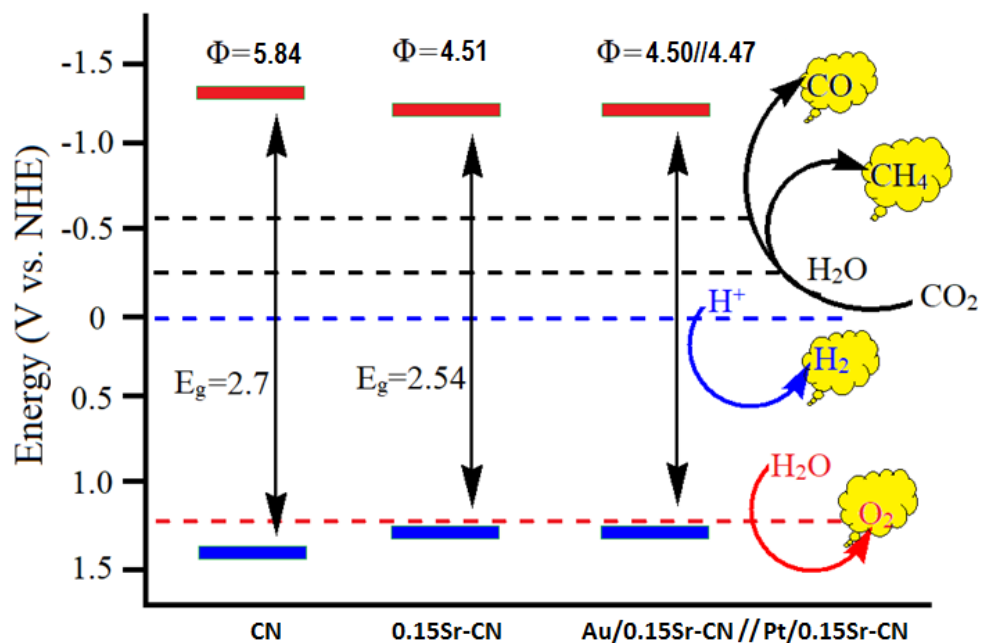 Energy (V vs. NHE)
-1.5
-1.0
-0.5
0
0.5
1.0
1.5
Φ=5.84
Φ=4.51
Φ=4.50//4.47
E_g=2.7
E_g=2.54
CO
CH₄
H₂O
CO₂
H⁺
H₂
H₂O
O₂
CN
0.15Sr-CN
Au/0.15Sr-CN // Pt/0.15Sr-CN